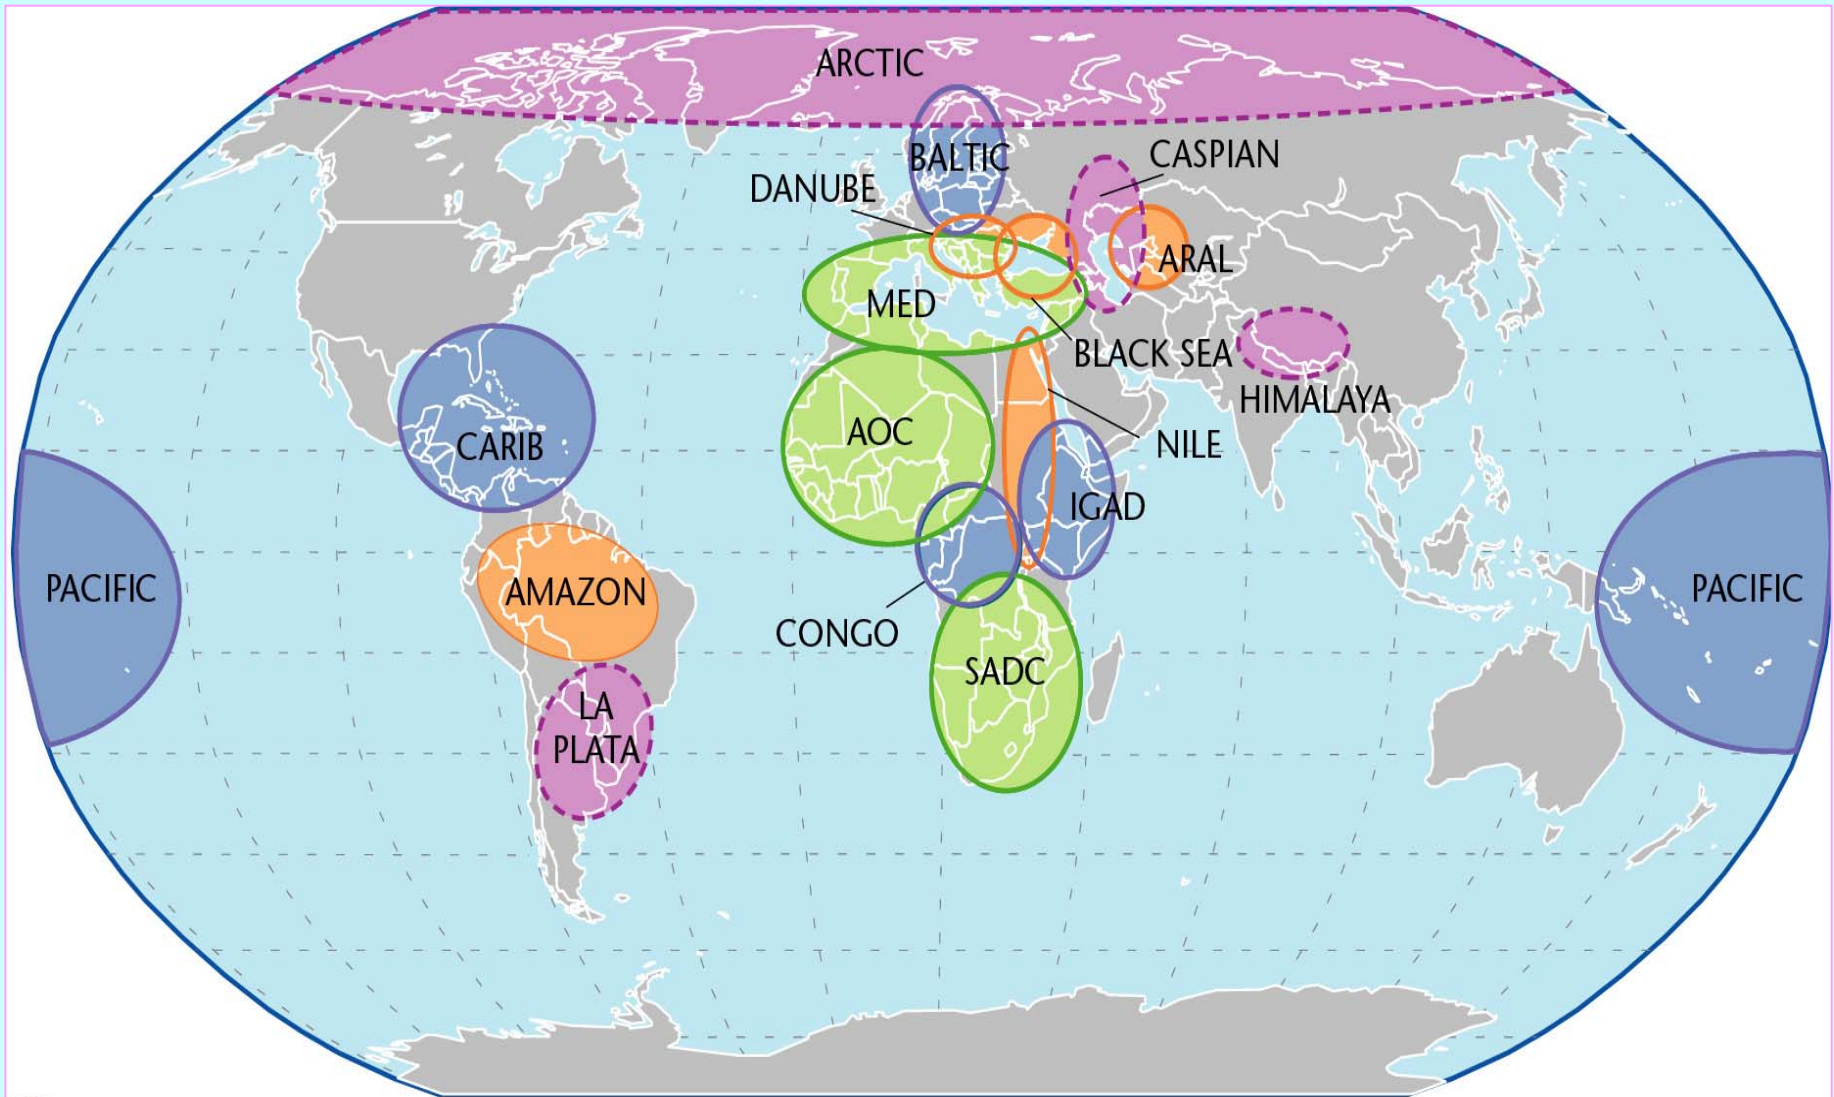 ARCTIC
BALTIC
CASPIAN
DANUBE
ARAL
MED
BLACK SEA
HIMALAYA
CARIB
AOC
NILE
IGAD
PACIFIC
AMAZON
PACIFIC
CONGO
SADC
LA
PLATA